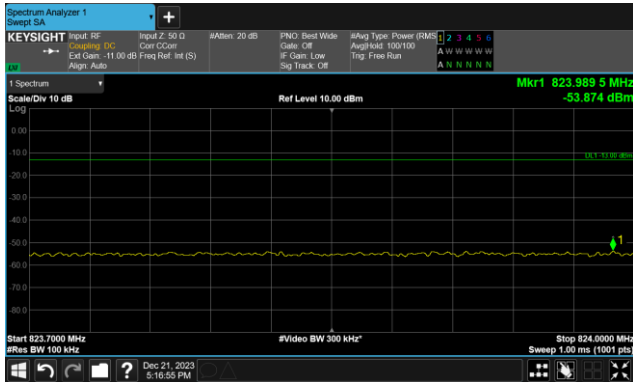 Spectrum Analyzer 1
Swept SA
KEYSIGHT Input: RF Input Z: 50 Ω #Atten: 20 dB PNO: Best Wide #Avg Type: Power (RMS 1 2 3 4 5 6
Coupling: DC Corr CCorr Gate: Off Avg|Hold: 100/100 A W W W W W
Ext Gain: -11.00 dB Freq Ref: Int (S) IF Gain: Low Trig: Free Run
Align: Auto Sig Track: Off A N N N N N
1 Spectrum
Mkr1 823.989 5 MHz
Scale/Div 10 dB Ref Level 10.00 dBm -53.874 dBm
Log
0.00
-10.0
DL1 -13.00 dBm
-20.0
-30.0
-40.0
-50.0
1
-60.0
-70.0
-80.0
Start 823.7000 MHz #Video BW 300 kHz* Stop 824.0000 MHz
#Res BW 100 kHz Sweep 1.00 ms (1001 pts)
? Dec 21, 2023
5:16:55 PM